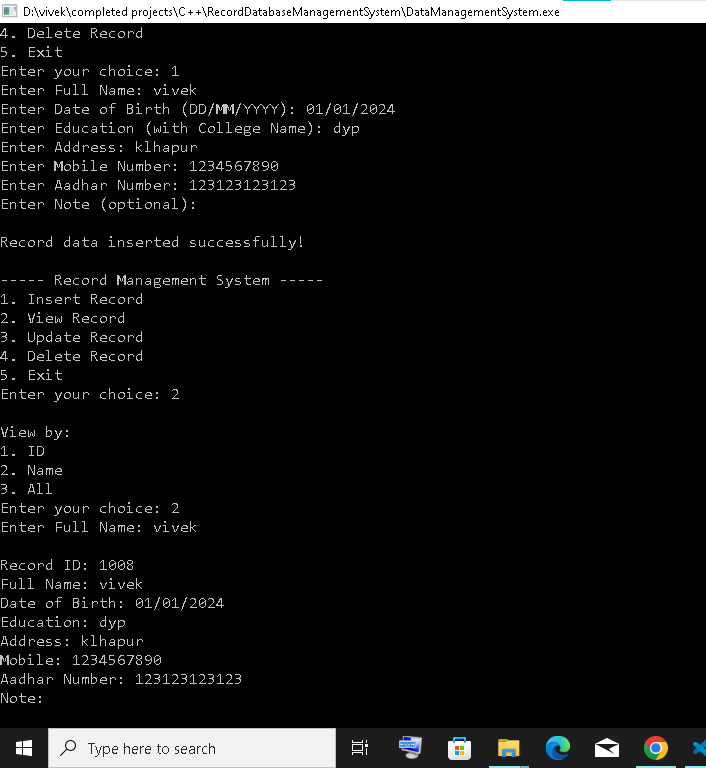 D:\vivek\completed projects\C++\RecordDatabaseManagementSystem\DataManagementSystem.exe
4. Delete Record
5. Exit
Enter your choice: 1
Enter Full Name: vivek
Enter Date of Birth (DD/MM/YYYY): 01/01/2024
Enter Education (with College Name): dyp
Enter Address: klhapur
Enter Mobile Number: 1234567890
Enter Aadhar Number: 123123123123
Enter Note (optional):
Record data inserted successfully!
----- Record Management System -----
1. Insert Record
2. View Record
3. Update Record
4. Delete Record
5. Exit
Enter your choice: 2
View by:
1. ID
2. Name
3. All
Enter your choice: 2
Enter Full Name: vivek
Record ID: 1008
Full Name: vivek
Date of Birth: 01/01/2024
Education: dyp
Address: klhapur
Mobile: 1234567890
Aadhar Number: 123123123123
Note:
Type here to search